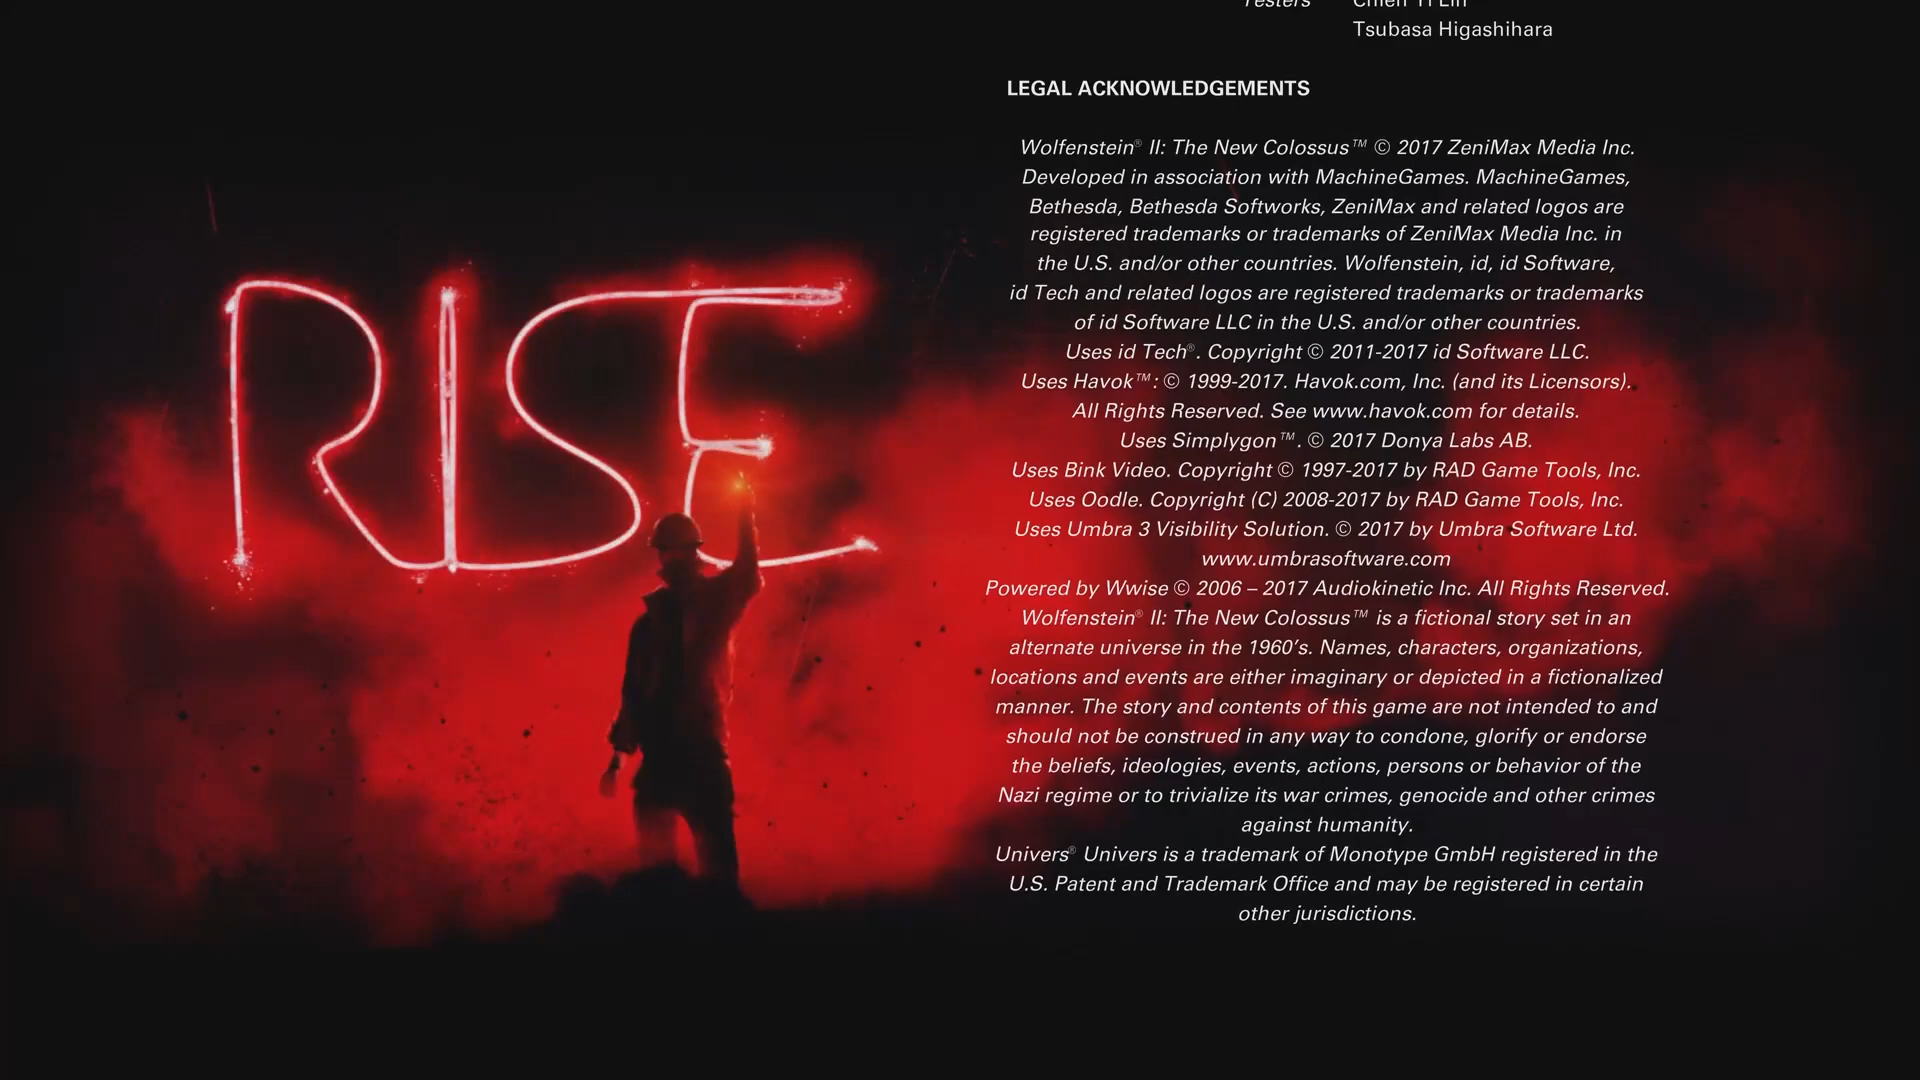 RISE
Testers Chien Yi Lin
Tsubasa Higashihara
LEGAL ACKNOWLEDGEMENTS
Wolfenstein® II: The New Colossus™ © 2017 ZeniMax Media Inc.
Developed in association with MachineGames. MachineGames,
Bethesda, Bethesda Softworks, ZeniMax and related logos are
registered trademarks or trademarks of ZeniMax Media Inc. in
the U.S. and/or other countries. Wolfenstein, id, id Software,
id Tech and related logos are registered trademarks or trademarks
of id Software LLC in the U.S. and/or other countries.
Uses id Tech®. Copyright © 2011-2017 id Software LLC.
Uses Havok™: © 1999-2017. Havok.com, Inc. (and its Licensors).
All Rights Reserved. See www.havok.com for details.
Uses Simplygon™. © 2017 Donya Labs AB.
Uses Bink Video. Copyright © 1997-2017 by RAD Game Tools, Inc.
Uses Oodle. Copyright (C) 2008-2017 by RAD Game Tools, Inc.
Uses Umbra 3 Visibility Solution. © 2017 by Umbra Software Ltd.
www.umbrasoftware.com
Powered by Wwise © 2006 – 2017 Audiokinetic Inc. All Rights Reserved.
Wolfenstein® II: The New Colossus™ is a fictional story set in an
alternate universe in the 1960's. Names, characters, organizations,
locations and events are either imaginary or depicted in a fictionalized
manner. The story and contents of this game are not intended to and
should not be construed in any way to condone, glorify or endorse
the beliefs, ideologies, events, actions, persons or behavior of the
Nazi regime or to trivialize its war crimes, genocide and other crimes
against humanity.
Univers® Univers is a trademark of Monotype GmbH registered in the
U.S. Patent and Trademark Office and may be registered in certain
other jurisdictions.